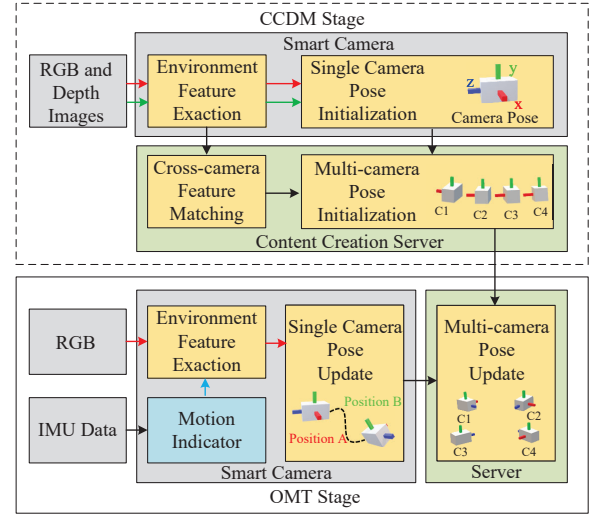 CCDM Stage
Smart Camera
RGB and
Depth
Images
Environment
Feature
Exaction
Single Camera
Pose
Initialization
y
z
x
Camera Pose
Cross-camera
Feature
Matching
Multi-camera
Pose
Initialization
C1
C2
C3
C4
Content Creation Server
RGB
IMU Data
Environment
Feature
Exaction
Motion
Indicator
Single Camera
Pose
Update
Position B
Position A
Smart Camera
Multi-camera
Pose
Update
C1
C2
C3
C4
Server
OMT Stage